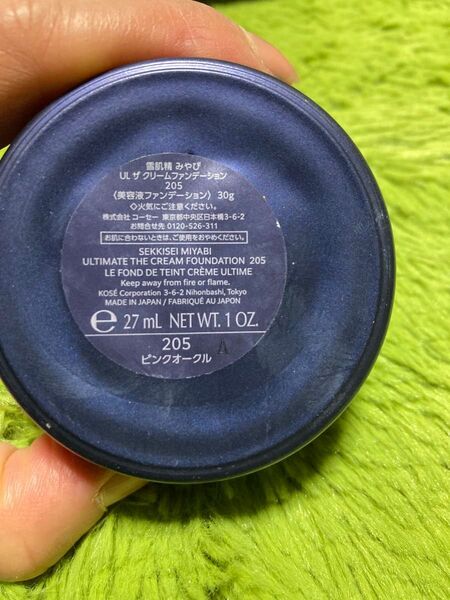 雪肌精 みやび
UL ザ クリームファンデーション
205
〈美容液ファンデーション〉 30g
◇火気にご注意ください。
株式会社 コーセー 東京都中央区日本橋3-6-2
お問合せ先 0120-526-311
お肌に合わないときは、ご使用をおやめください。
SEKKISEI MIYABI
ULTIMATE THE CREAM FOUNDATION 205
LE FOND DE TEINT CRÈME ULTIME
Keep away from fire or flame.
KOSÉ Corporation 3-6-2 Nihonbashi, Tokyo
MADE IN JAPAN / FABRIQUÉ AU JAPON
℮ 27 mL NET WT. 1 OZ.
205
ピンクオークル A